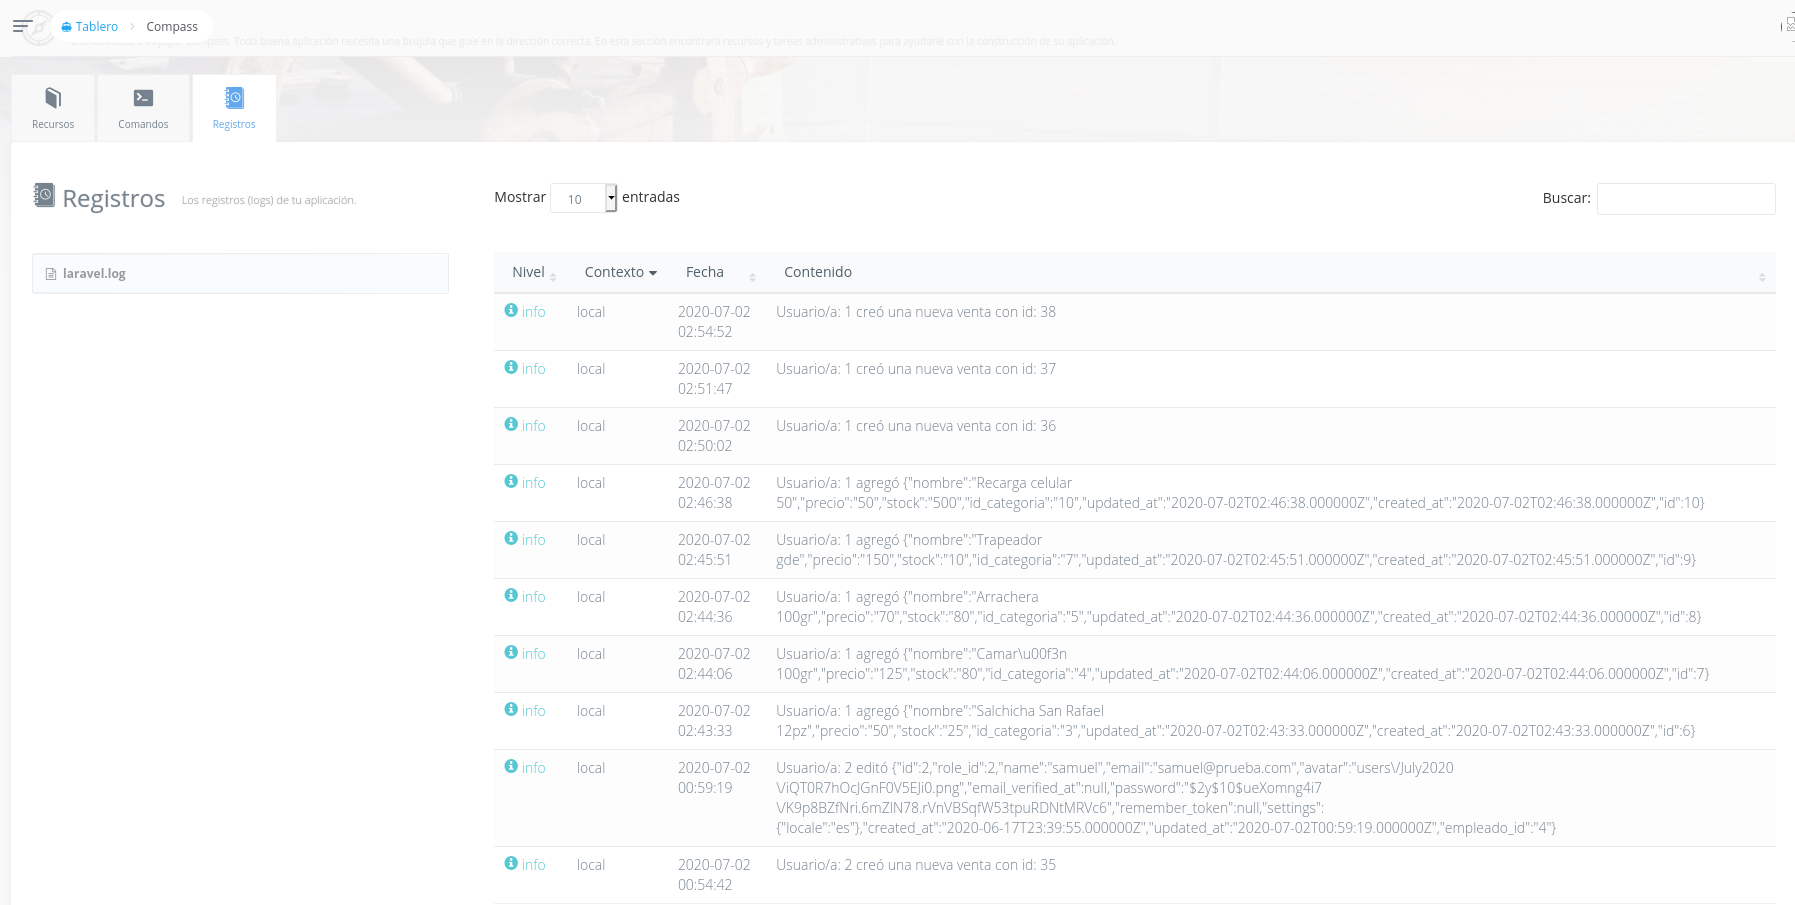 Tablero
Compass
Compass. Toda buena aplicación necesita una brújula que guíe en la dirección correcta. En esta sección encontrará recursos y tareas administrativas para ayudarle con la construcción de su aplicación.
Recursos
Comandos
Registros
Registros Los registros (logs) de tu aplicación.
laravel.log
Mostrar 10 entradas
Buscar:
Nivel Contexto Fecha Contenido
info local 2020-07-02 Usuario/a: 1 creó una nueva venta con id: 38
02:54:52
info local 2020-07-02 Usuario/a: 1 creó una nueva venta con id: 37
02:51:47
info local 2020-07-02 Usuario/a: 1 creó una nueva venta con id: 36
02:50:02
info local 2020-07-02 Usuario/a: 1 agregó {"nombre":"Recarga celular
02:46:38 50","precio":"50","stock":"500","id_categoria":"10","updated_at":"2020-07-02T02:46:38.000000Z","created_at":"2020-07-02T02:46:38.000000Z","id":10}
info local 2020-07-02 Usuario/a: 1 agregó {"nombre":"Trapeador
02:45:51 gde","precio":"150","stock":"10","id_categoria":"7","updated_at":"2020-07-02T02:45:51.000000Z","created_at":"2020-07-02T02:45:51.000000Z","id":9}
info local 2020-07-02 Usuario/a: 1 agregó {"nombre":"Arrachera
02:44:36 100gr","precio":"70","stock":"80","id_categoria":"5","updated_at":"2020-07-02T02:44:36.000000Z","created_at":"2020-07-02T02:44:36.000000Z","id":8}
info local 2020-07-02 Usuario/a: 1 agregó {"nombre":"Camar\u00f3n
02:44:06 100gr","precio":"125","stock":"80","id_categoria":"4","updated_at":"2020-07-02T02:44:06.000000Z","created_at":"2020-07-02T02:44:06.000000Z","id":7}
info local 2020-07-02 Usuario/a: 1 agregó {"nombre":"Salchicha San Rafael
02:43:33 12pz","precio":"50","stock":"25","id_categoria":"3","updated_at":"2020-07-02T02:43:33.000000Z","created_at":"2020-07-02T02:43:33.000000Z","id":6}
info local 2020-07-02 Usuario/a: 2 editó {"id":2,"role_id":2,"name":"samuel","email":"samuel@prueba.com","avatar":"users\/July2020
00:59:19 \/iQT0R7hOcJGnF0V5EJi0.png","email_verified_at":null,"password":"$2y$10$ueXomng4i7
\/K9p8BZfNri.6mZIN78.rVnVBSqfW53tpuRDNtMRVc6","remember_token":null,"settings":
{"locale":"es"},"created_at":"2020-06-17T23:39:55.000000Z","updated_at":"2020-07-02T00:59:19.000000Z","empleado_id":"4"}
info local 2020-07-02 Usuario/a: 2 creó una nueva venta con id: 35
00:54:42